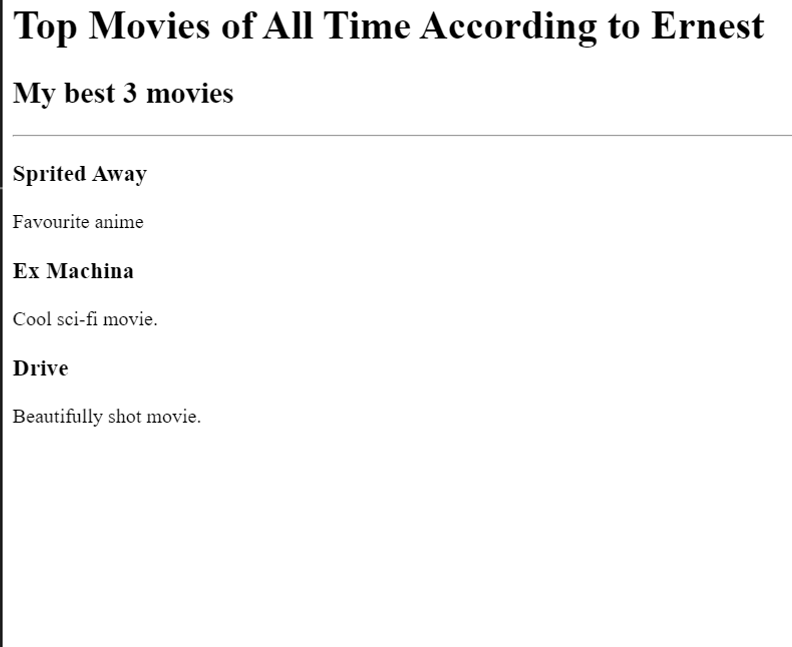 Top Movies of All Time According to Ernest
My best 3 movies
Sprited Away
Favourite anime
Ex Machina
Cool sci-fi movie.
Drive
Beautifully shot movie.